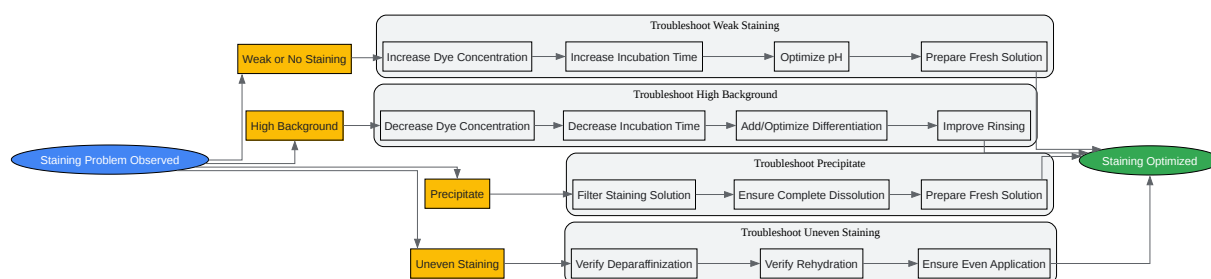 Troubleshoot Weak Staining
Weak or No Staining
Increase Dye Concentration
Increase Incubation Time
Optimize pH
Prepare Fresh Solution
Troubleshoot High Background
High Background
Decrease Dye Concentration
Decrease Incubation Time
Add/Optimize Differentiation
Improve Rinsing
Staining Problem Observed
Staining Optimized
Troubleshoot Precipitate
Precipitate
Filter Staining Solution
Ensure Complete Dissolution
Prepare Fresh Solution
Troubleshoot Uneven Staining
Uneven Staining
Verify Deparaffinization
Verify Rehydration
Ensure Even Application